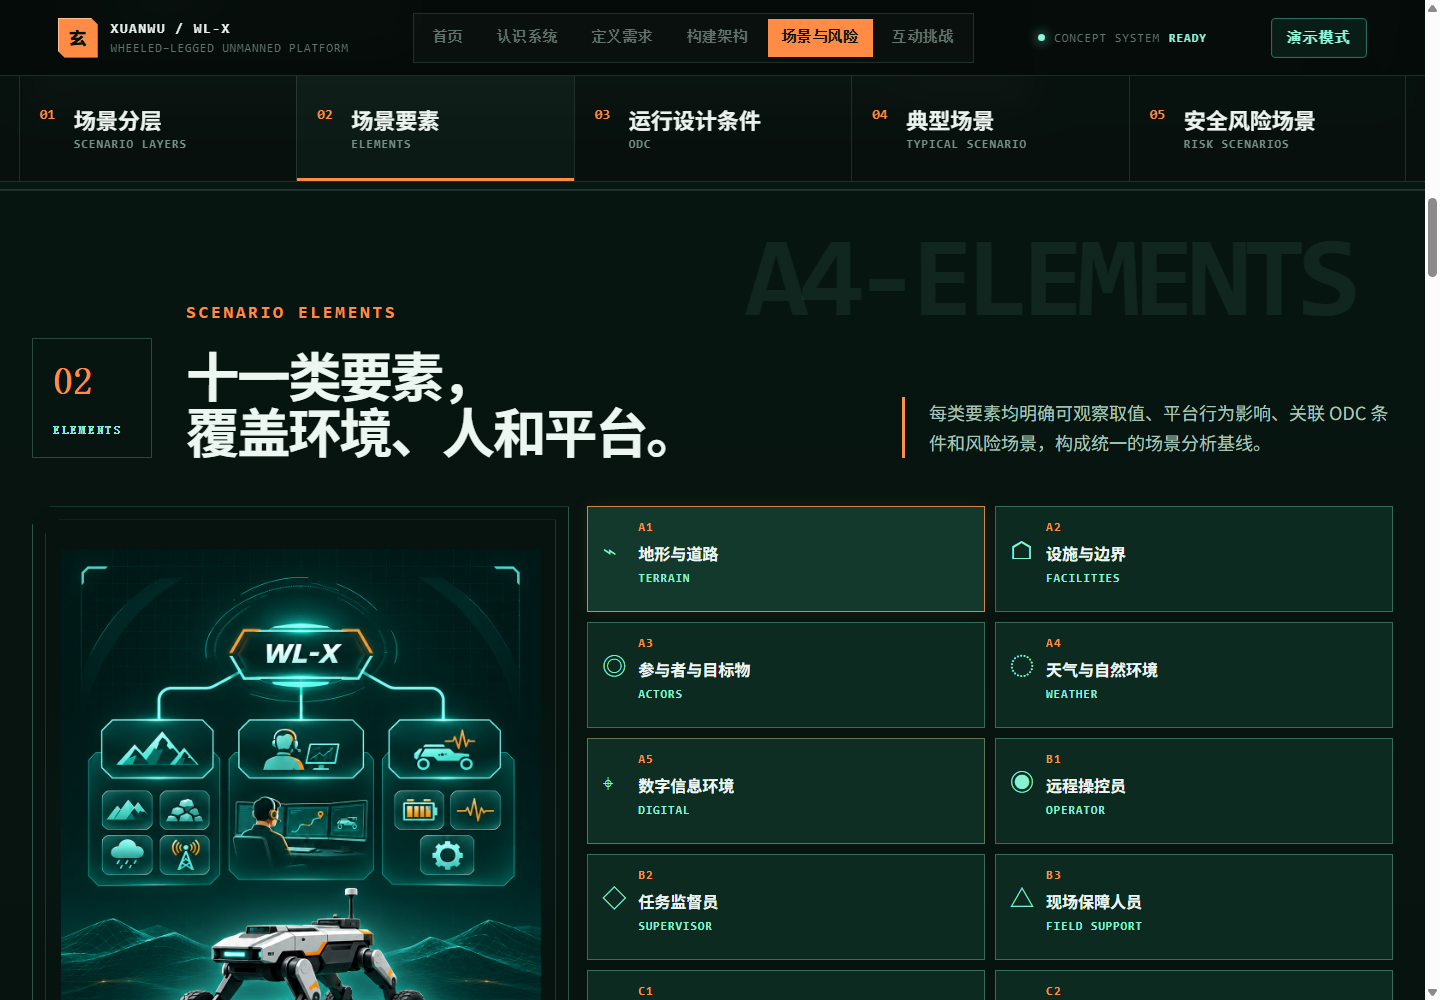 玄
XUANWU / WL-X
WHEELED-LEGGED UNMANNED PLATFORM
首页
认识系统
定义需求
构建架构
场景与风险
互动挑战
CONCEPT SYSTEM READY
演示模式
01
场景分层
SCENARIO LAYERS
02
场景要素
ELEMENTS
03
运行设计条件
ODC
04
典型场景
TYPICAL SCENARIO
05
安全风险场景
RISK SCENARIOS
A4-ELEMENTS
02
ELEMENTS
SCENARIO ELEMENTS
十一类要素，
覆盖环境、人和平台。
每类要素均明确可观察取值、平台行为影响、关联 ODC 条
件和风险场景，构成统一的场景分析基线。
WL-X
A1
地形与道路
TERRAIN
A2
设施与边界
FACILITIES
A3
参与者与目标物
ACTORS
A4
天气与自然环境
WEATHER
A5
数字信息环境
DIGITAL
B1
远程操控员
OPERATOR
B2
任务监督员
SUPERVISOR
B3
现场保障人员
FIELD SUPPORT
C1
C2